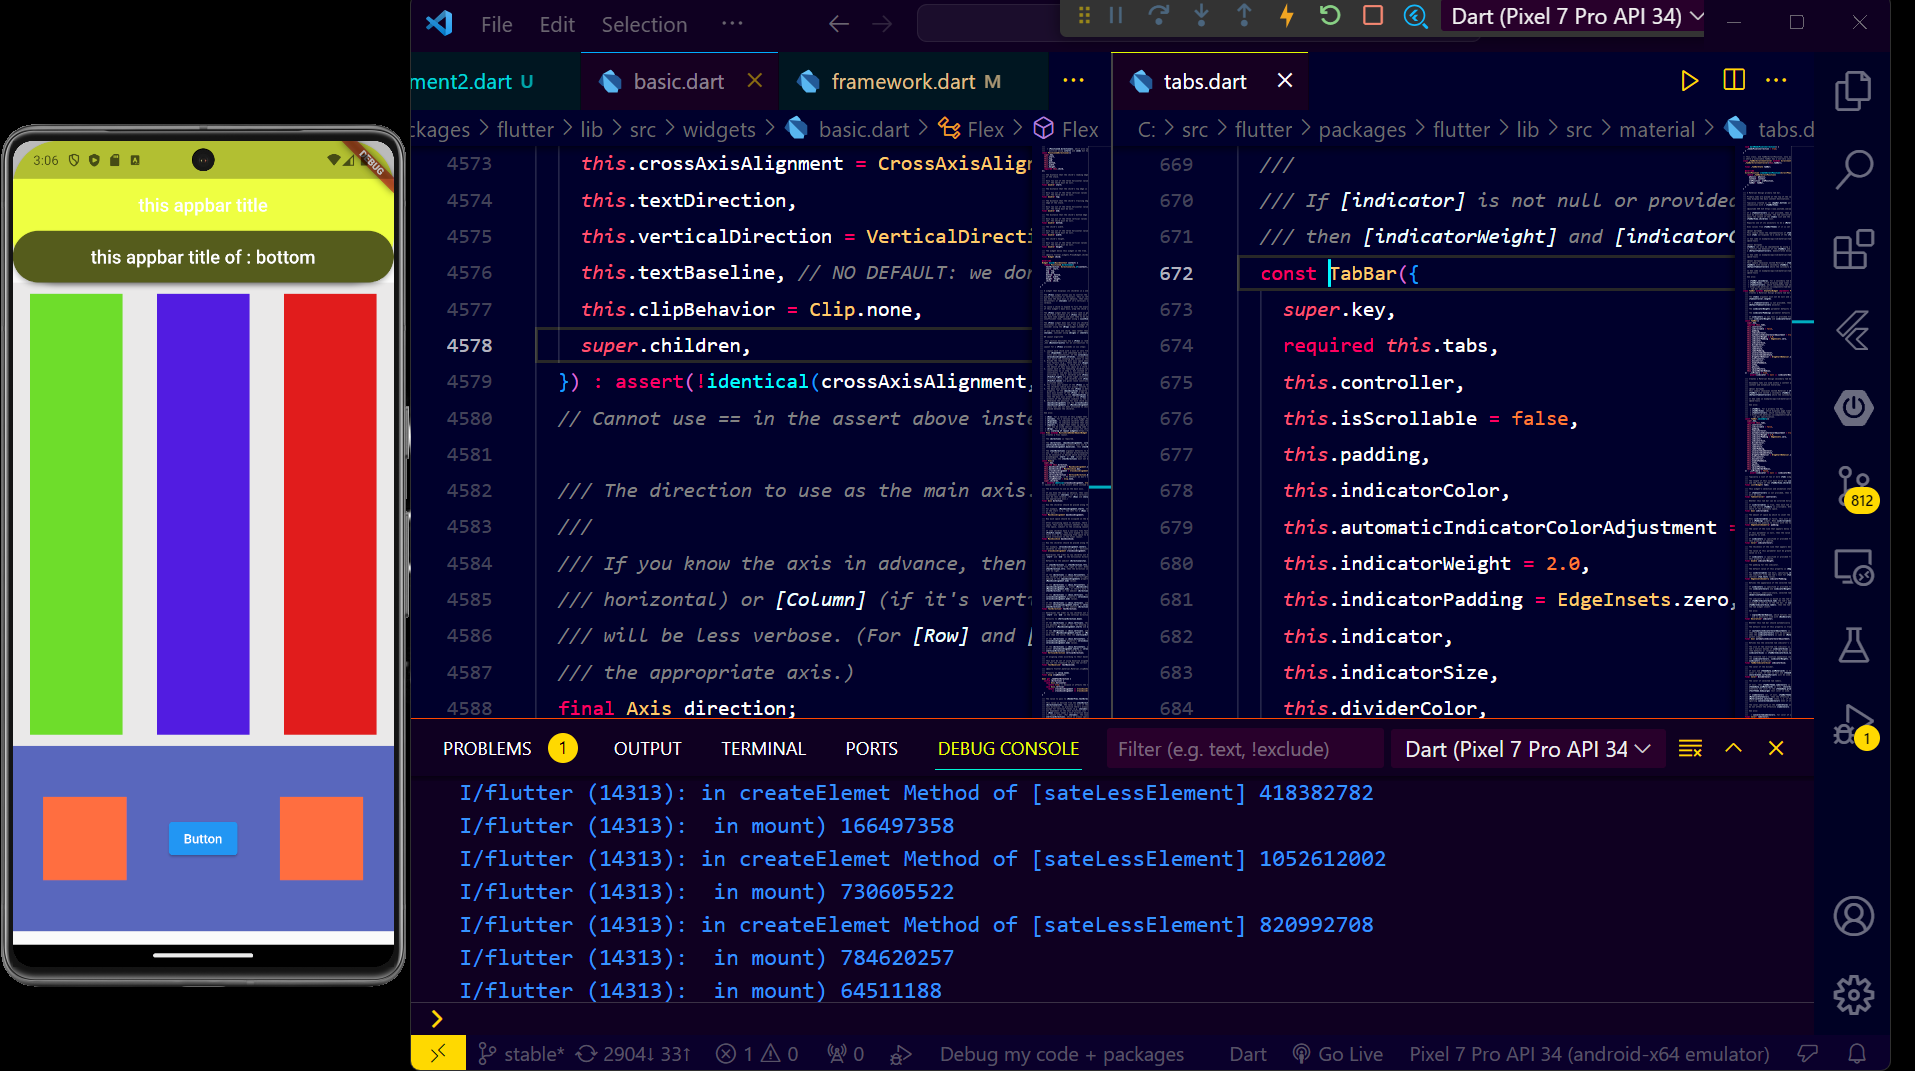 3:06
DEBUG
this appbar title
this appbar title of : bottom
Button
File Edit Selection ···
Dart (Pixel 7 Pro API 34)
ment2.dart U
basic.dart
framework.dart M
tabs.dart
ckages > flutter > lib > src > widgets > basic.dart > Flex > Flex
C: > src > flutter > packages > flutter > lib > src > material > tabs.d
4573 this.crossAxisAlignment = CrossAxisAlign
4574 this.textDirection,
4575 this.verticalDirection = VerticalDirecti
4576 this.textBaseline, // NO DEFAULT: we don
4577 this.clipBehavior = Clip.none,
4578 super.children,
4579 }) : assert(!identical(crossAxisAlignment,
4580 // Cannot use == in the assert above inste
4581
4582 /// The direction to use as the main axis.
4583 ///
4584 /// If you know the axis in advance, then
4585 /// horizontal) or [Column] (if it's verti
4586 /// will be less verbose. (For [Row] and [
4587 /// the appropriate axis.)
4588 final Axis direction;
669 ///
670 /// If [indicator] is not null or provided
671 /// then [indicatorWeight] and [indicatorC
672 const TabBar({
673 super.key,
674 required this.tabs,
675 this.controller,
676 this.isScrollable = false,
677 this.padding,
678 this.indicatorColor,
679 this.automaticIndicatorColorAdjustment =
680 this.indicatorWeight = 2.0,
681 this.indicatorPadding = EdgeInsets.zero,
682 this.indicator,
683 this.indicatorSize,
684 this.dividerColor,
812
1
PROBLEMS 1 OUTPUT TERMINAL PORTS DEBUG CONSOLE Filter (e.g. text, !exclude) Dart (Pixel 7 Pro API 34
I/flutter (14313): in createElemet Method of [sateLessElement] 418382782
I/flutter (14313):  in mount) 166497358
I/flutter (14313): in createElemet Method of [sateLessElement] 1052612002
I/flutter (14313):  in mount) 730605522
I/flutter (14313): in createElemet Method of [sateLessElement] 820992708
I/flutter (14313):  in mount) 784620257
I/flutter (14313):  in mount) 64511188
stable* 2904↓ 33↑ 1 0 0 Debug my code + packages Dart Go Live Pixel 7 Pro API 34 (android-x64 emulator)